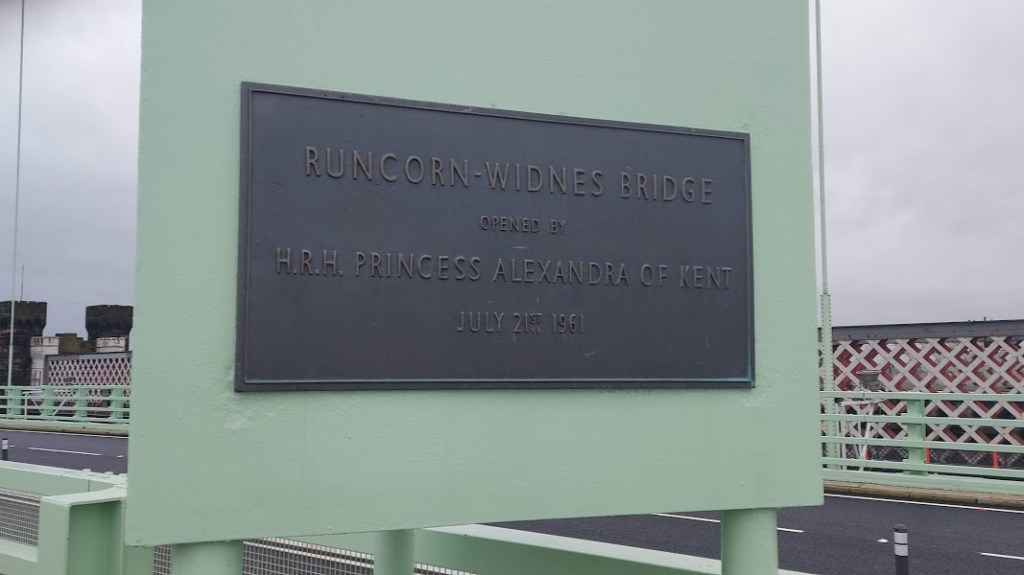 RUNCORN-WIDNES BRIDGE
OPENED BY
H.R.H. PRINCESS ALEXANDRA OF KENT
JULY 21ST 1961